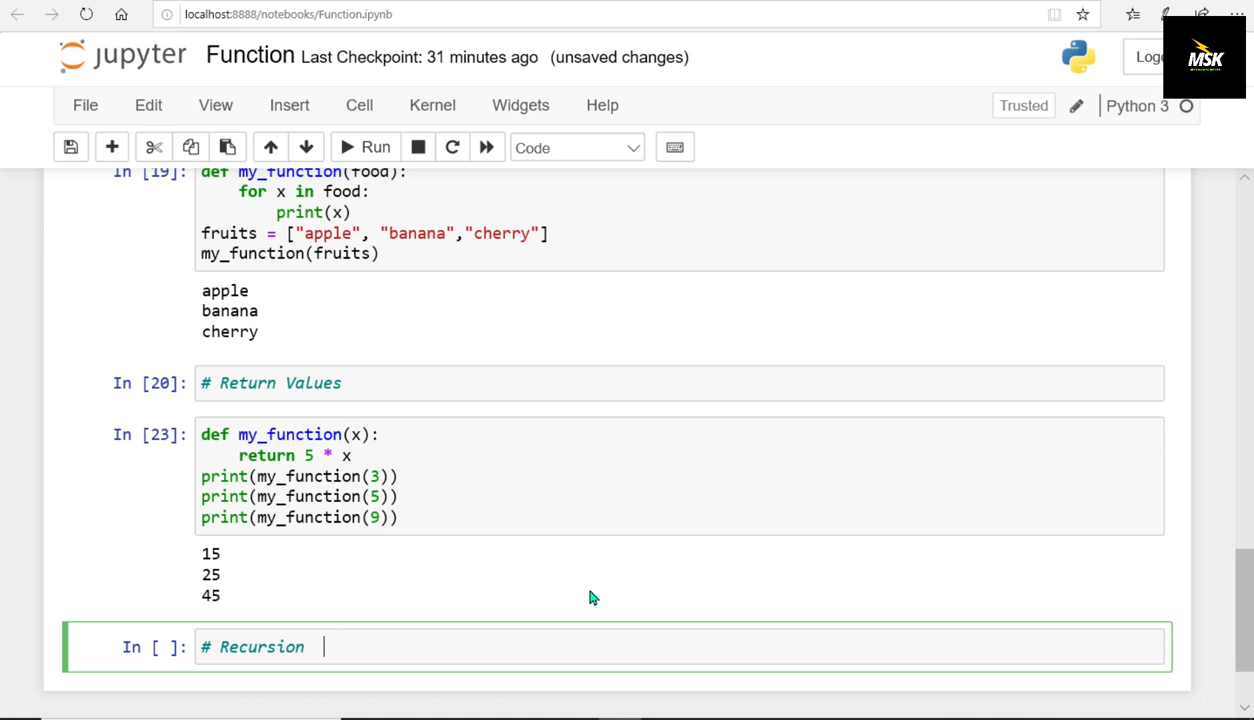 localhost:8888/notebooks/Function.ipynb
jupyter Function Last Checkpoint: 31 minutes ago (unsaved changes)
MSK
File Edit View Insert Cell Kernel Widgets Help Trusted Python 3
Run Code
In [19]: def my_function(food):
for x in food:
print(x)
fruits = ["apple", "banana","cherry"]
my_function(fruits)
apple
banana
cherry
In [20]: # Return Values
In [23]: def my_function(x):
return 5 * x
print(my_function(3))
print(my_function(5))
print(my_function(9))
15
25
45
In [ ]: # Recursion